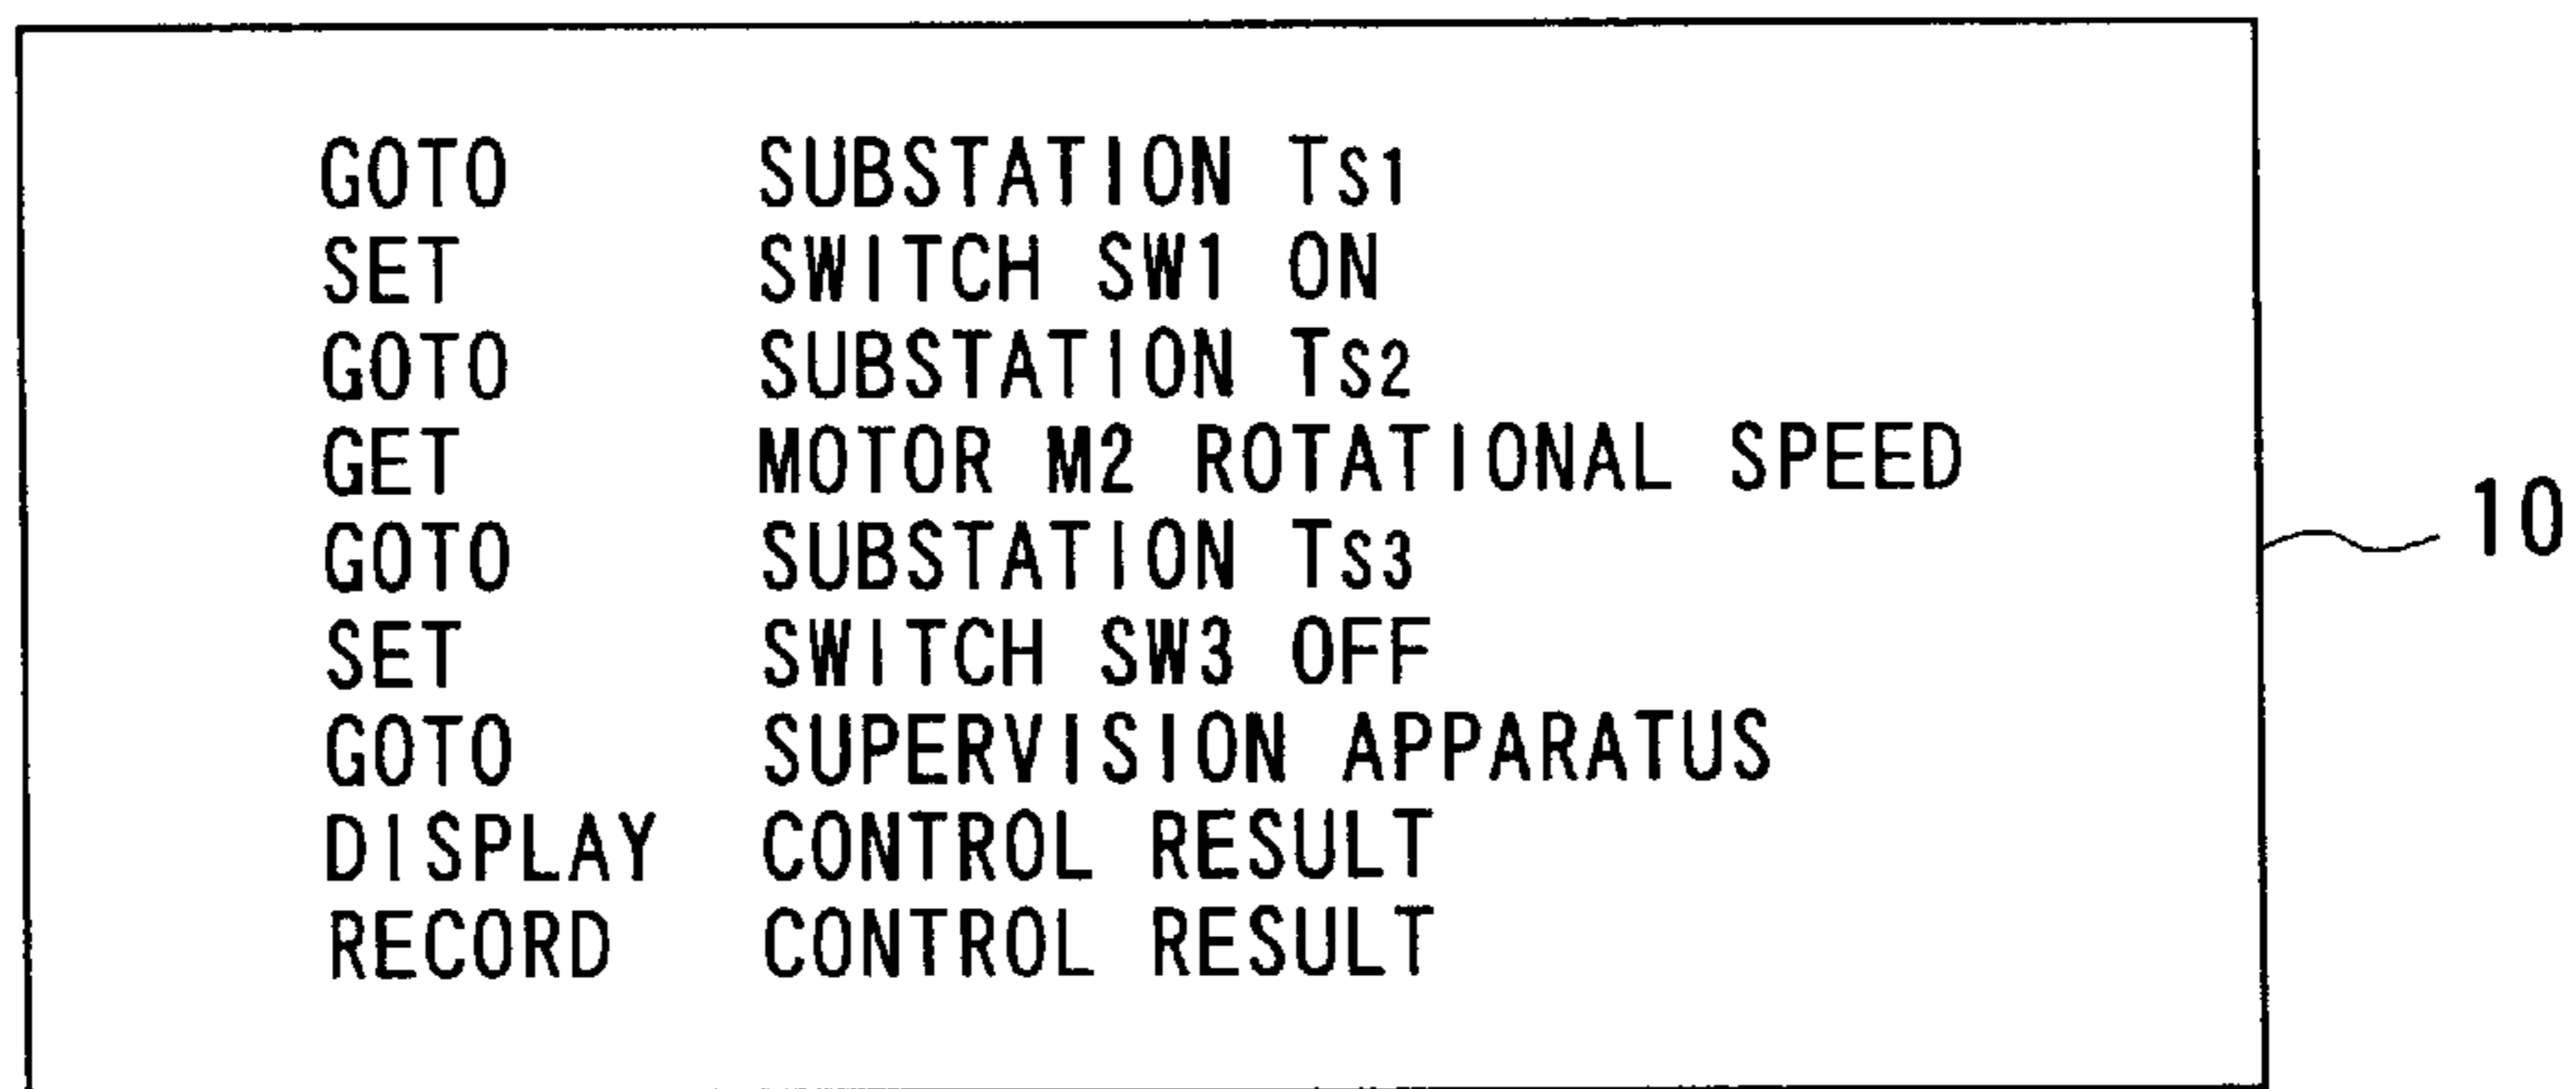 GOTO SUBSTATION Ts1
SET SWITCH SW1 ON
GOTO SUBSTATION Ts2
GET MOTOR M2 ROTATIONAL SPEED
GOTO SUBSTATION Ts3
SET SWITCH SW3 OFF
GOTO SUPERVISION APPARATUS
DISPLAY CONTROL RESULT
RECORD CONTROL RESULT
10